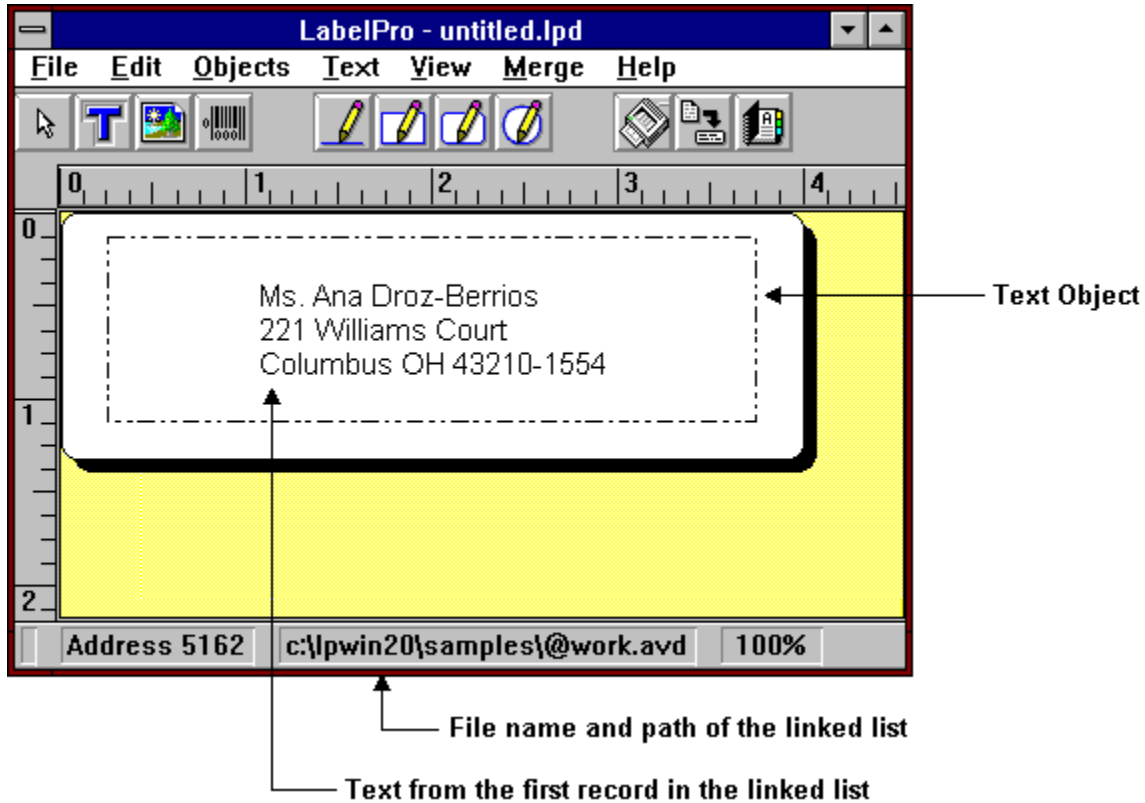 LabelPro - untitled.lpd
File Edit Objects Text View Merge Help
0 1 2 3 4
0
Ms. Ana Droz-Berrios
Text Object
221 Williams Court
Columbus OH 43210-1554
1
2
Address 5162 c:\lpwin20\samples\@work.avd 100%
File name and path of the linked list
Text from the first record in the linked list